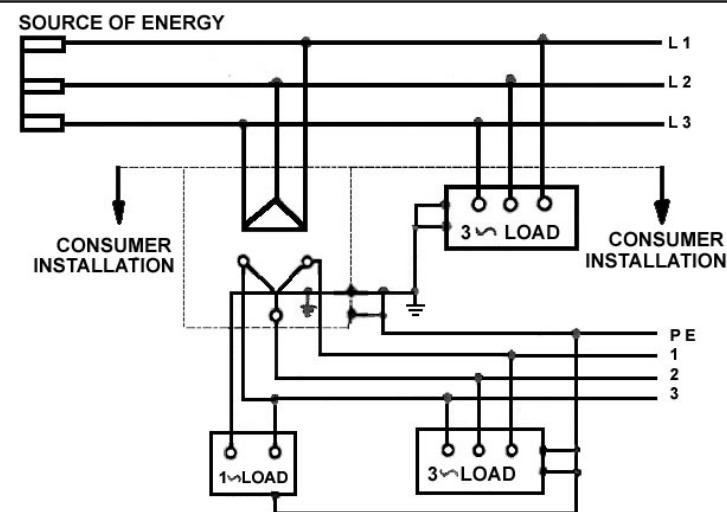 SOURCE OF ENERGY
L 1
L 2
L 3
CONSUMER
INSTALLATION
3 ~ LOAD
CONSUMER
INSTALLATION
P E
1
2
3
1~LOAD
3~LOAD